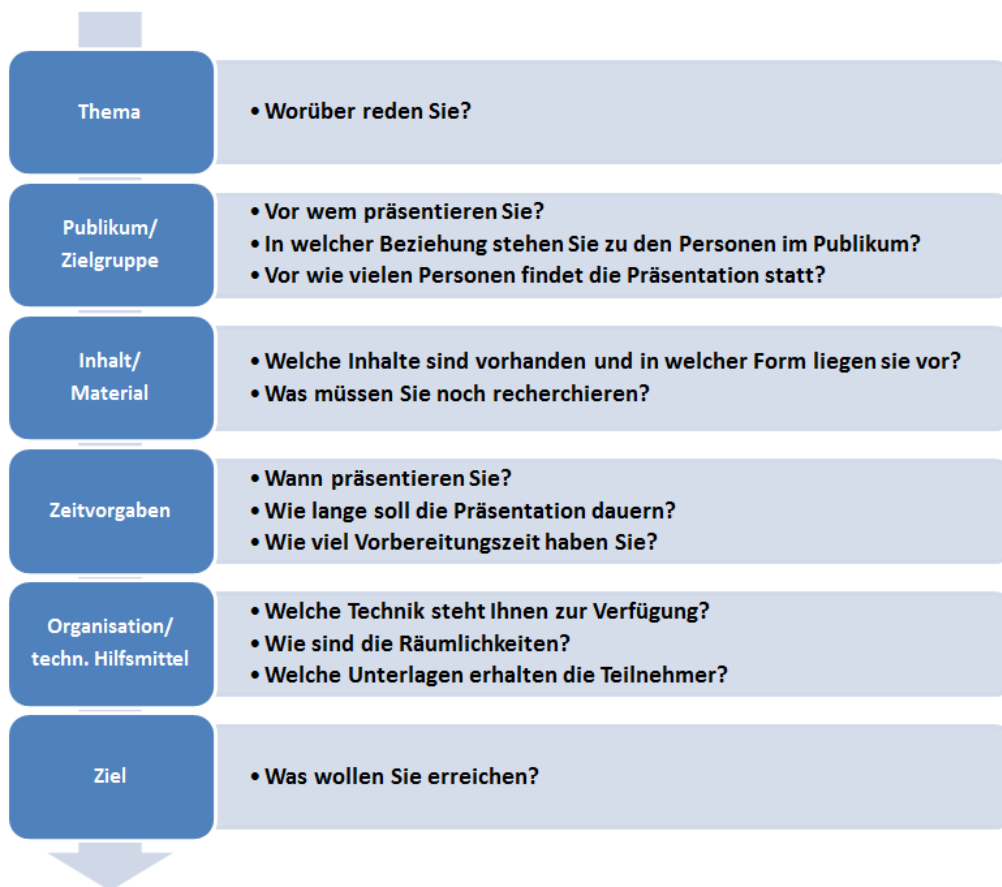 Thema
• Worüber reden Sie?
Publikum/
Zielgruppe
• Vor wem präsentieren Sie?
• In welcher Beziehung stehen Sie zu den Personen im Publikum?
• Vor wie vielen Personen findet die Präsentation statt?
Inhalt/
Material
• Welche Inhalte sind vorhanden und in welcher Form liegen sie vor?
• Was müssen Sie noch recherchieren?
Zeitvorgaben
• Wann präsentieren Sie?
• Wie lange soll die Präsentation dauern?
• Wie viel Vorbereitungszeit haben Sie?
Organisation/
techn. Hilfsmittel
• Welche Technik steht Ihnen zur Verfügung?
• Wie sind die Räumlichkeiten?
• Welche Unterlagen erhalten die Teilnehmer?
Ziel
• Was wollen Sie erreichen?